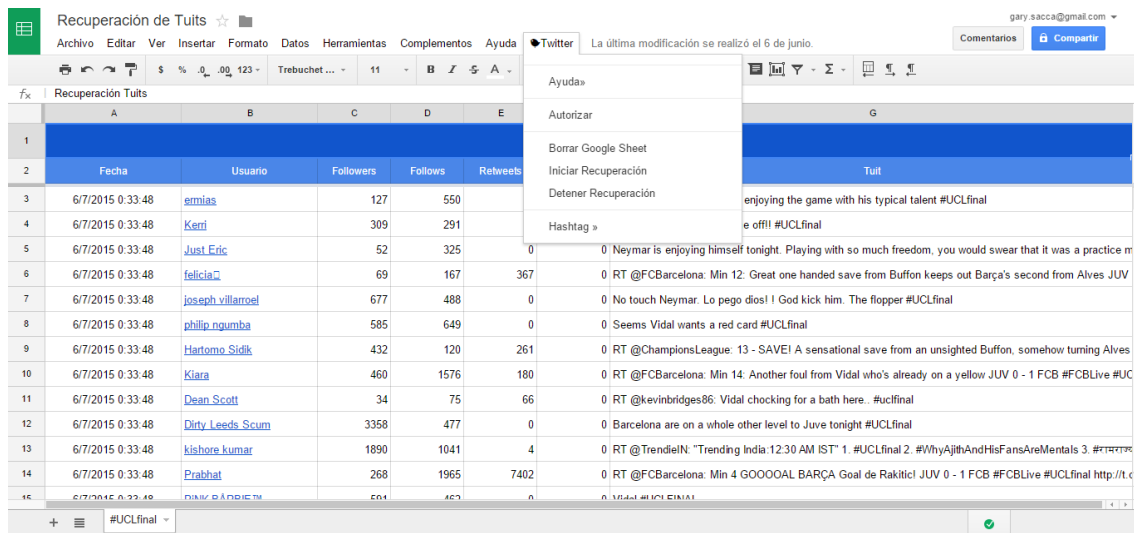 Recuperación de Tuits
gary.sacca@gmail.com
Archivo Editar Ver Insertar Formato Datos Herramientas Complementos Ayuda Twitter La última modificación se realizó el 6 de junio.
Comentarios Compartir
$ % .0 .00 123 Trebuchet ... 11 B I S A
fx Recuperación Tuits
Ayuda»
Autorizar
Borrar Google Sheet
Iniciar Recuperación
Detener Recuperación
Hashtag »
A B C D E G
1
2 Fecha Usuario Followers Follows Retweets Tuit
3 6/7/2015 0:33:48 ermias 127 550 enjoying the game with his typical talent #UCLfinal
4 6/7/2015 0:33:48 Kerri 309 291 e off!! #UCLfinal
5 6/7/2015 0:33:48 Just Eric 52 325 0 0 Neymar is enjoying himself tonight. Playing with so much freedom, you would swear that it was a practice m
6 6/7/2015 0:33:48 felicia 69 167 367 0 RT @FCBarcelona: Min 12: Great one handed save from Buffon keeps out Barça's second from Alves JUV
7 6/7/2015 0:33:48 joseph villarroel 677 488 0 0 No touch Neymar. Lo pego dios! ! God kick him. The flopper #UCLfinal
8 6/7/2015 0:33:48 philip ngumba 585 649 0 0 Seems Vidal wants a red card #UCLfinal
9 6/7/2015 0:33:48 Hartomo Sidik 432 120 261 0 RT @ChampionsLeague: 13 - SAVE! A sensational save from an unsighted Buffon, somehow turning Alves
10 6/7/2015 0:33:48 Kiara 460 1576 180 0 RT @FCBarcelona: Min 14: Another foul from Vidal who's already on a yellow JUV 0 - 1 FCB #FCBLive #UC
11 6/7/2015 0:33:48 Dean Scott 34 75 66 0 RT @kevinbridges86: Vidal chocking for a bath here.. #uclfinal
12 6/7/2015 0:33:48 Dirty Leeds Scum 3358 477 0 0 Barcelona are on a whole other level to Juve tonight #UCLfinal
13 6/7/2015 0:33:48 kishore kumar 1890 1041 4 0 RT @TrendieIN: "Trending India:12:30 AM IST" 1. #UCLfinal 2. #WhyAjithAndHisFansAreMentals 3. #रामराज्य
14 6/7/2015 0:33:48 Prabhat 268 1965 7402 0 RT @FCBarcelona: Min 4 GOOOOAL BARÇA Goal de Rakitic! JUV 0 - 1 FCB #FCBLive #UCLfinal http://t.c
#UCLfinal